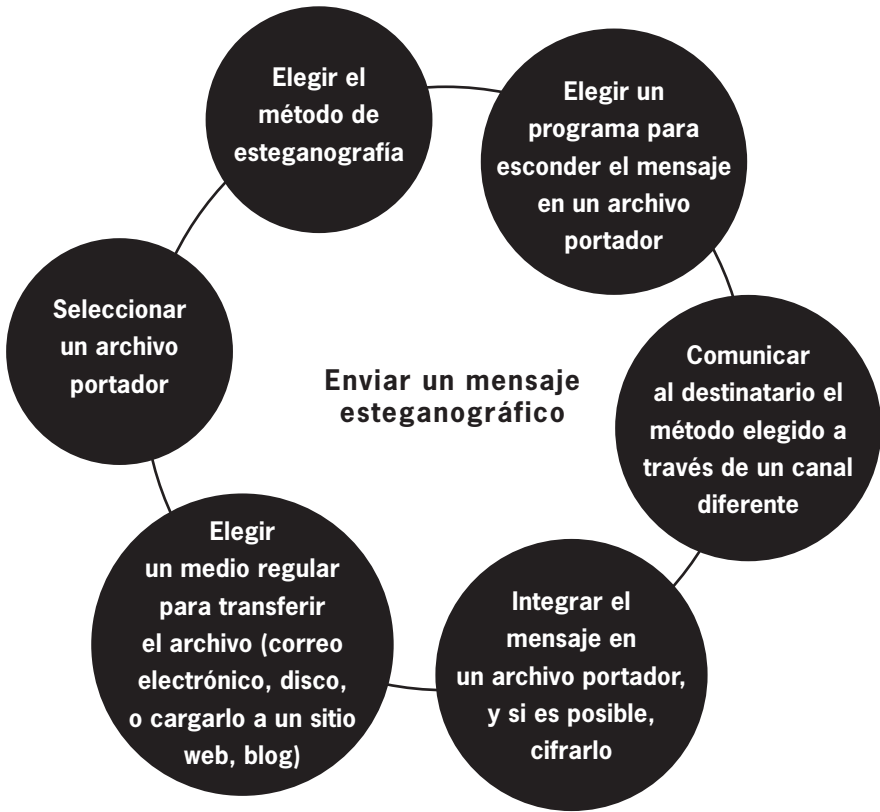 Elegir el
método de
esteganografía
Elegir un
programa para
esconder el mensaje
en un archivo
portador
Comunicar
al destinatario el
método elegido a
través de un canal
diferente
Integrar el
mensaje en
un archivo portador,
y si es posible,
cifrarlo
Elegir
un medio regular
para transferir
el archivo (correo
electrónico, disco,
o cargarlo a un sitio
web, blog)
Seleccionar
un archivo
portador
Enviar un mensaje
esteganográfico